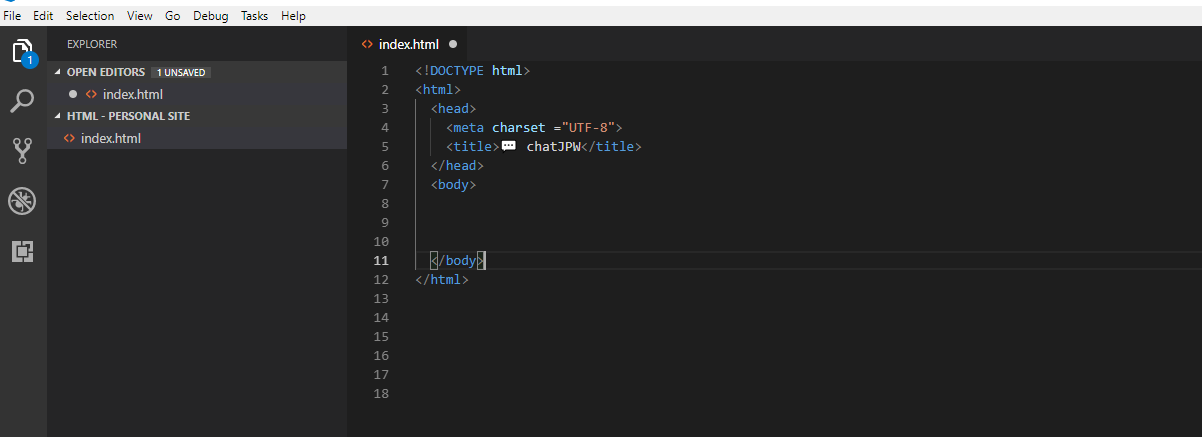 File Edit Selection View Go Debug Tasks Help
EXPLORER
OPEN EDITORS 1 UNSAVED
index.html
HTML - PERSONAL SITE
index.html
1
index.html
1 <!DOCTYPE html>
2 <html>
3 <head>
4 <meta charset ="UTF-8">
5 <title>💬 chatJPW</title>
6 </head>
7 <body>
8
9
10
11 </body>
12 </html>
13
14
15
16
17
18